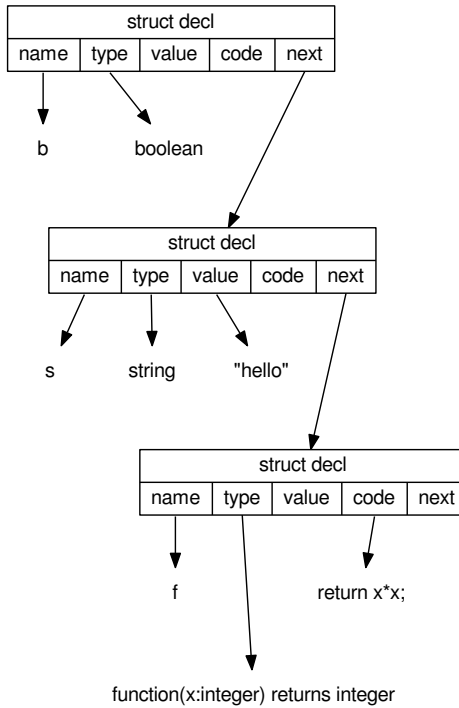 struct decl
name type value code next
b boolean
struct decl
name type value code next
s string "hello"
struct decl
name type value code next
f return x*x;
function(x:integer) returns integer